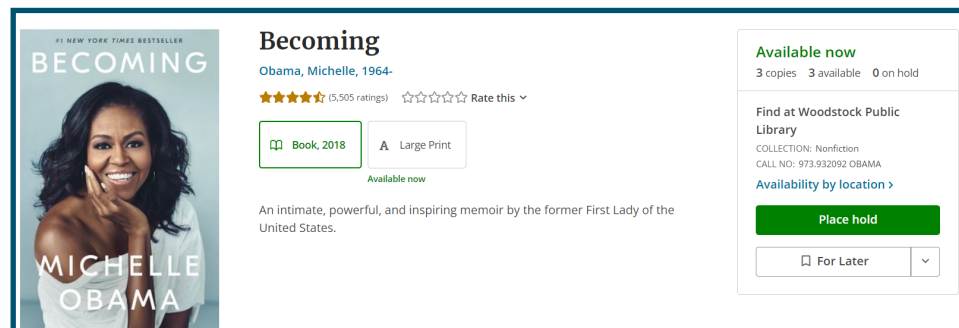 #1 NEW YORK TIMES BESTSELLER
BECOMING
MICHELLE
OBAMA
Becoming
Obama, Michelle, 1964-
(5,505 ratings) Rate this
Book, 2018
A Large Print
Available now
An intimate, powerful, and inspiring memoir by the former First Lady of the
United States.
Available now
3 copies 3 available 0 on hold
Find at Woodstock Public
Library
COLLECTION: Nonfiction
CALL NO: 973.932092 OBAMA
Availability by location >
Place hold
For Later